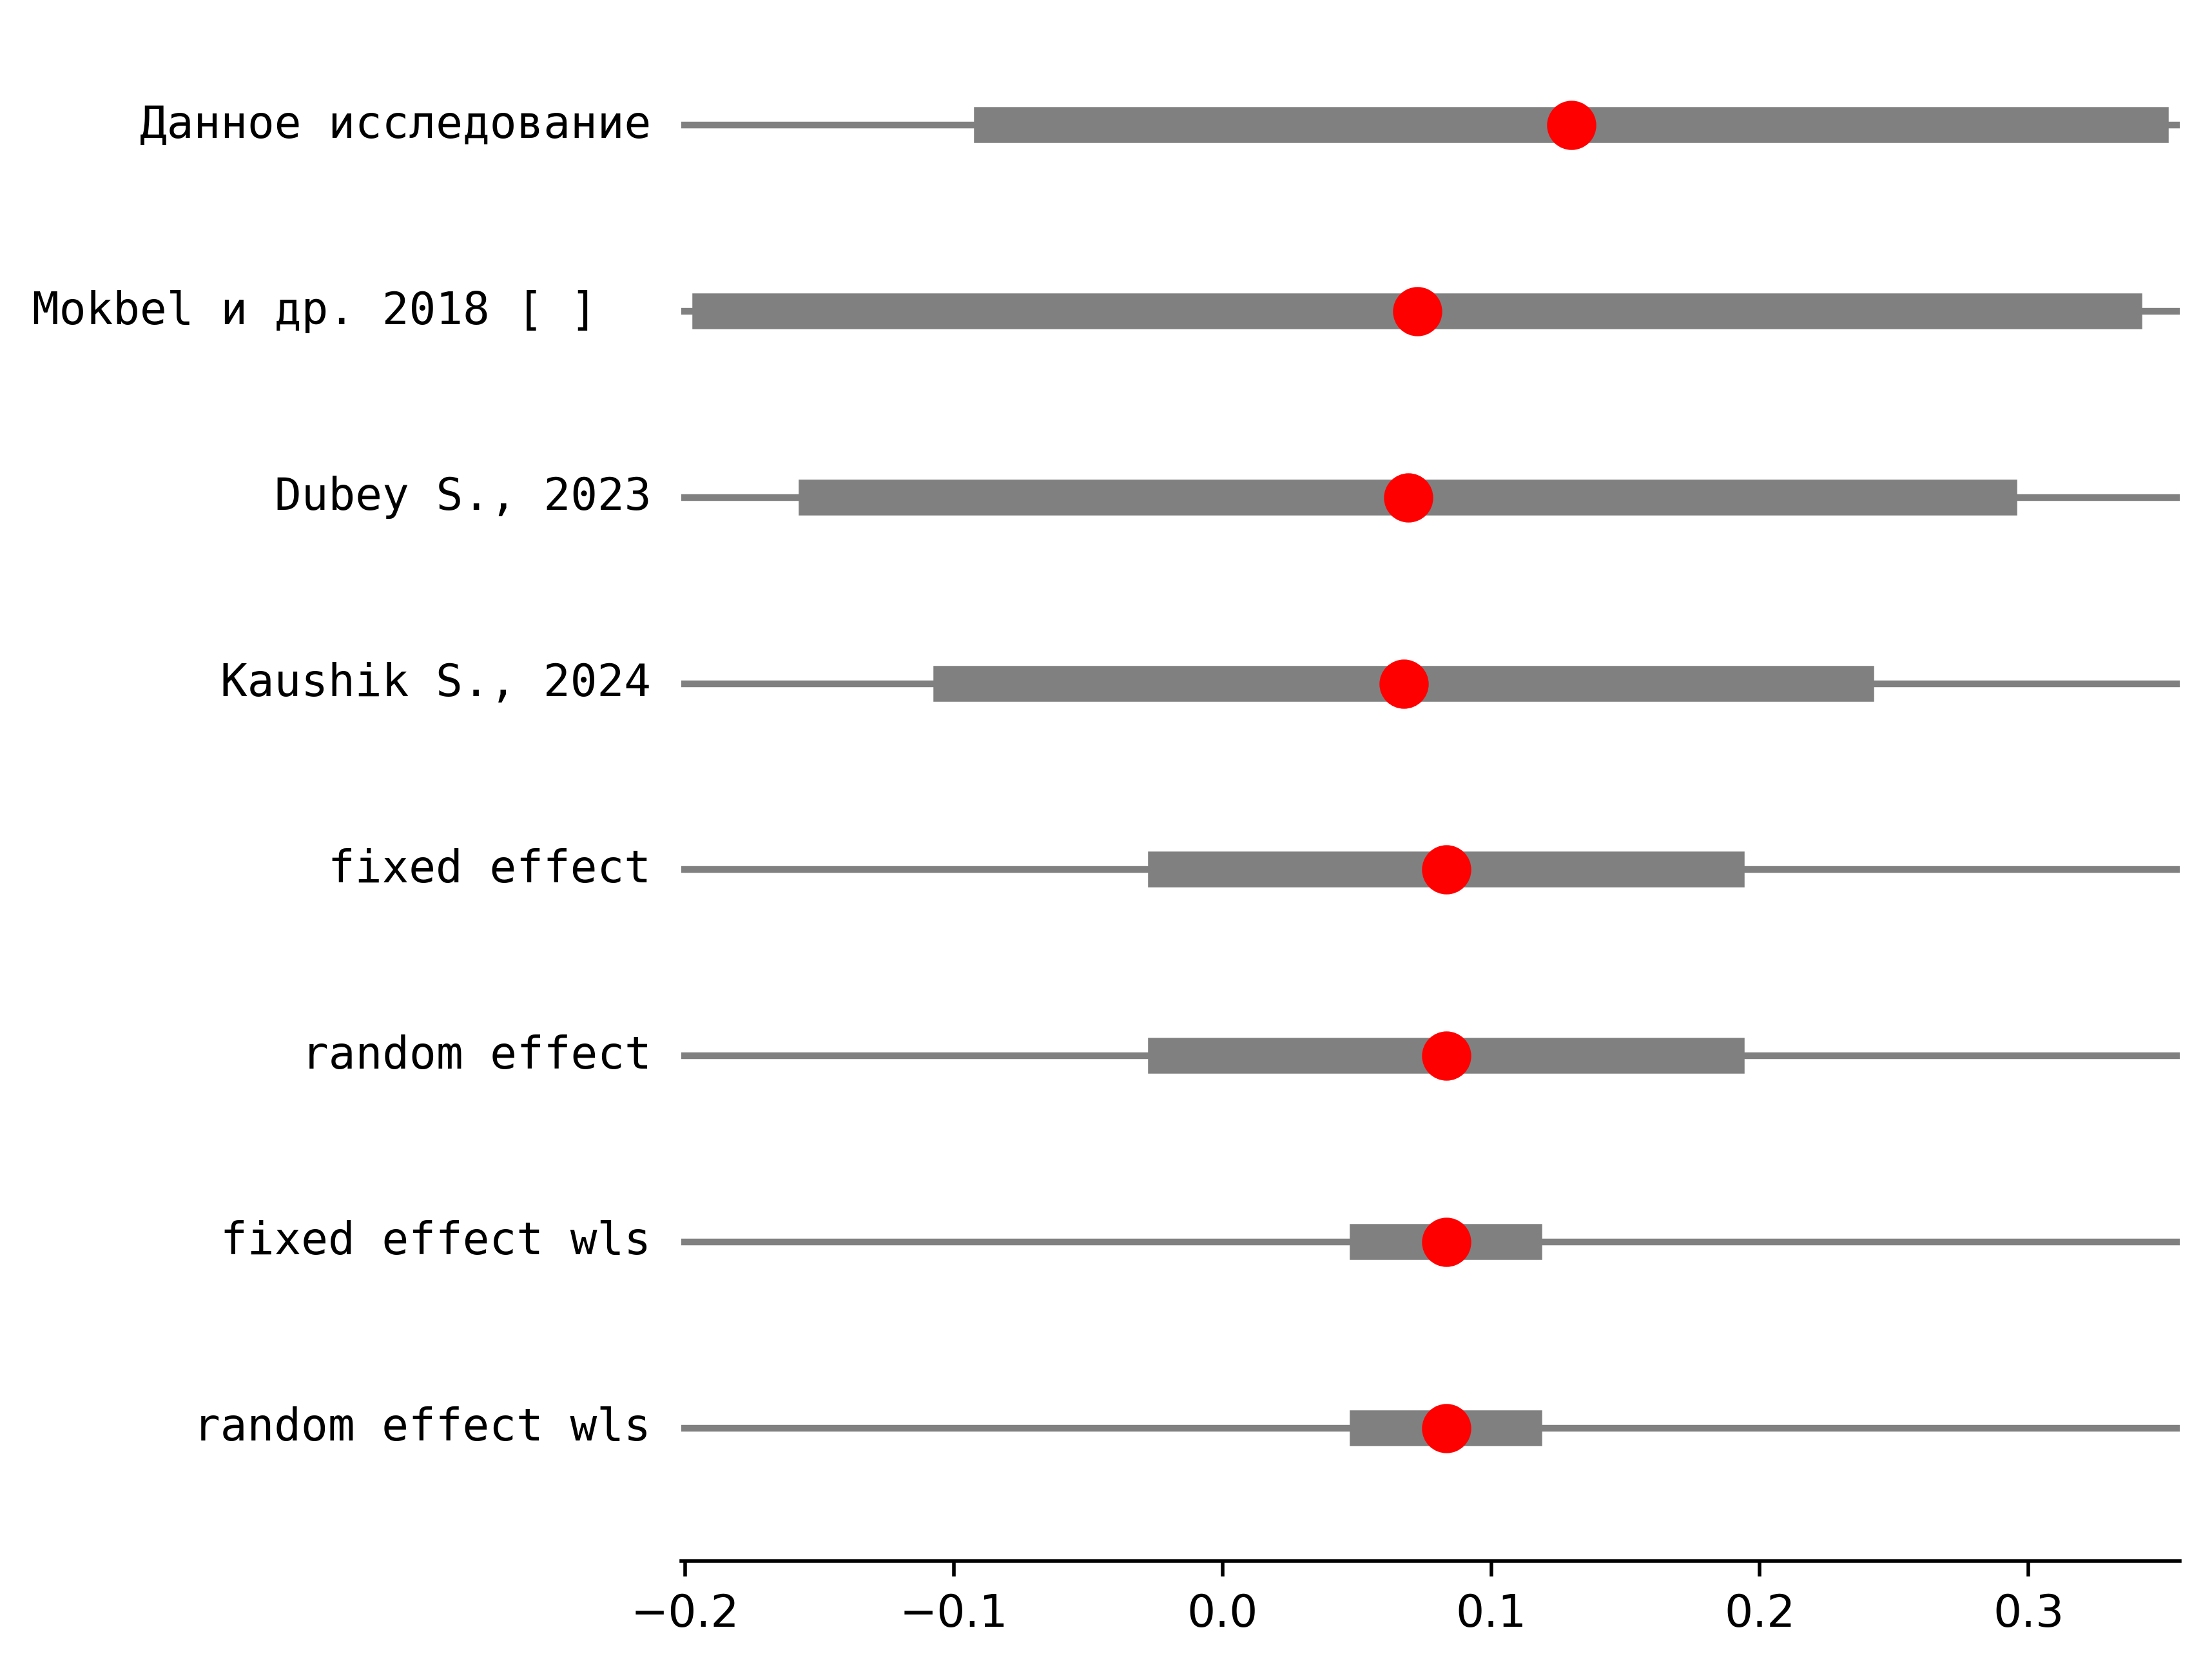 Данное исследование
Mokbel и др. 2018 [ ]
Dubey S., 2023
Kaushik S., 2024
fixed effect
random effect
fixed effect wls
random effect wls
−0.2 −0.1 0.0 0.1 0.2 0.3